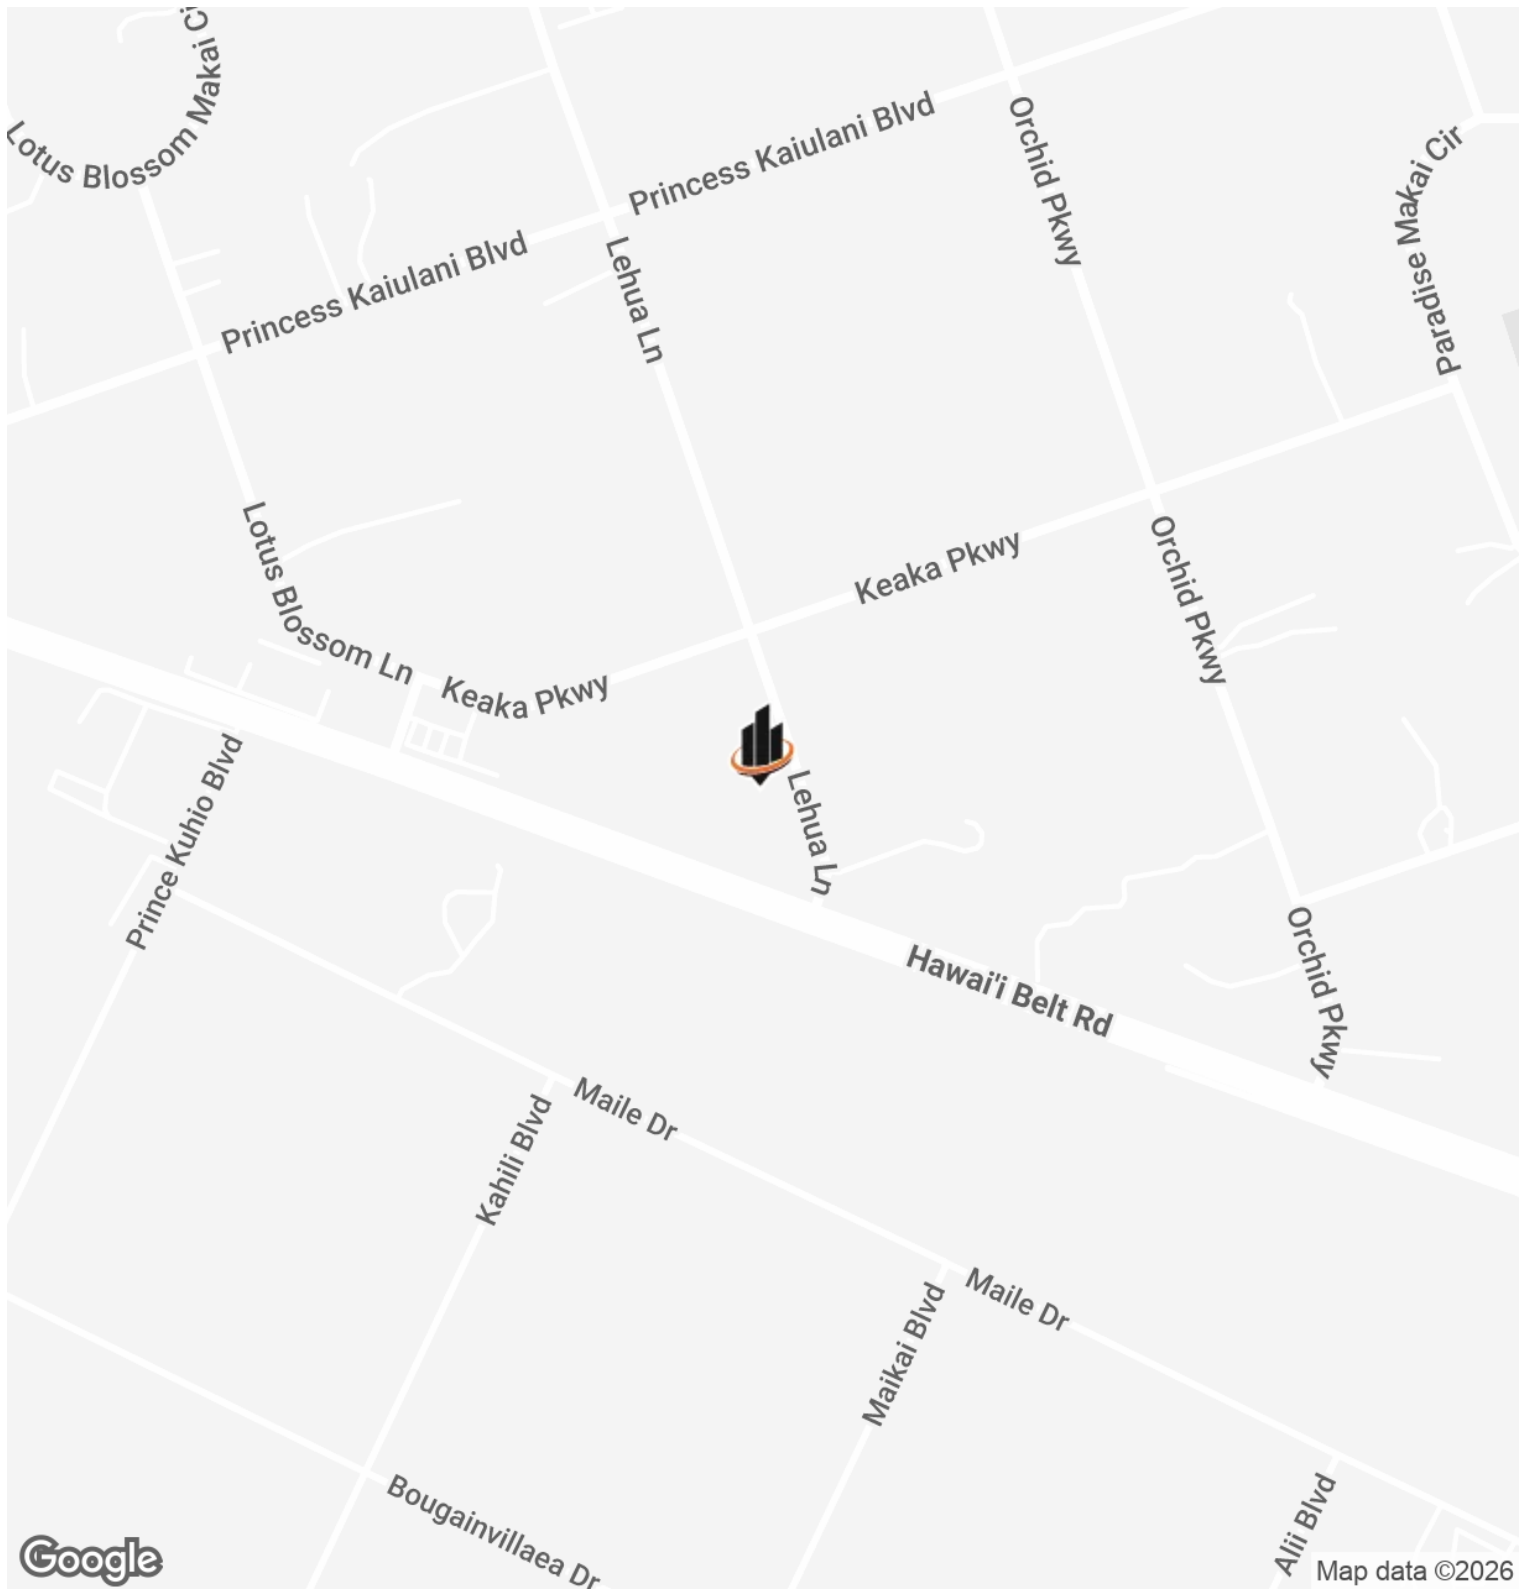 Lotus Blossom Makai Ci
Princess Kaiulani Blvd
Orchid Pkwy
Paradise Makai Cir
Princess Kaiulani Blvd
Lehua Ln
Lotus Blossom Ln
Keaka Pkwy
Orchid Pkwy
Keaka Pkwy
Prince Kuhio Blvd
Lehua Ln
Hawai'i Belt Rd
Orchid Pkwy
Maile Dr
Kahili Blvd
Maile Dr
Maikai Blvd
Bougainvillaea Dr
Alii Blvd
Google
Map data ©2026